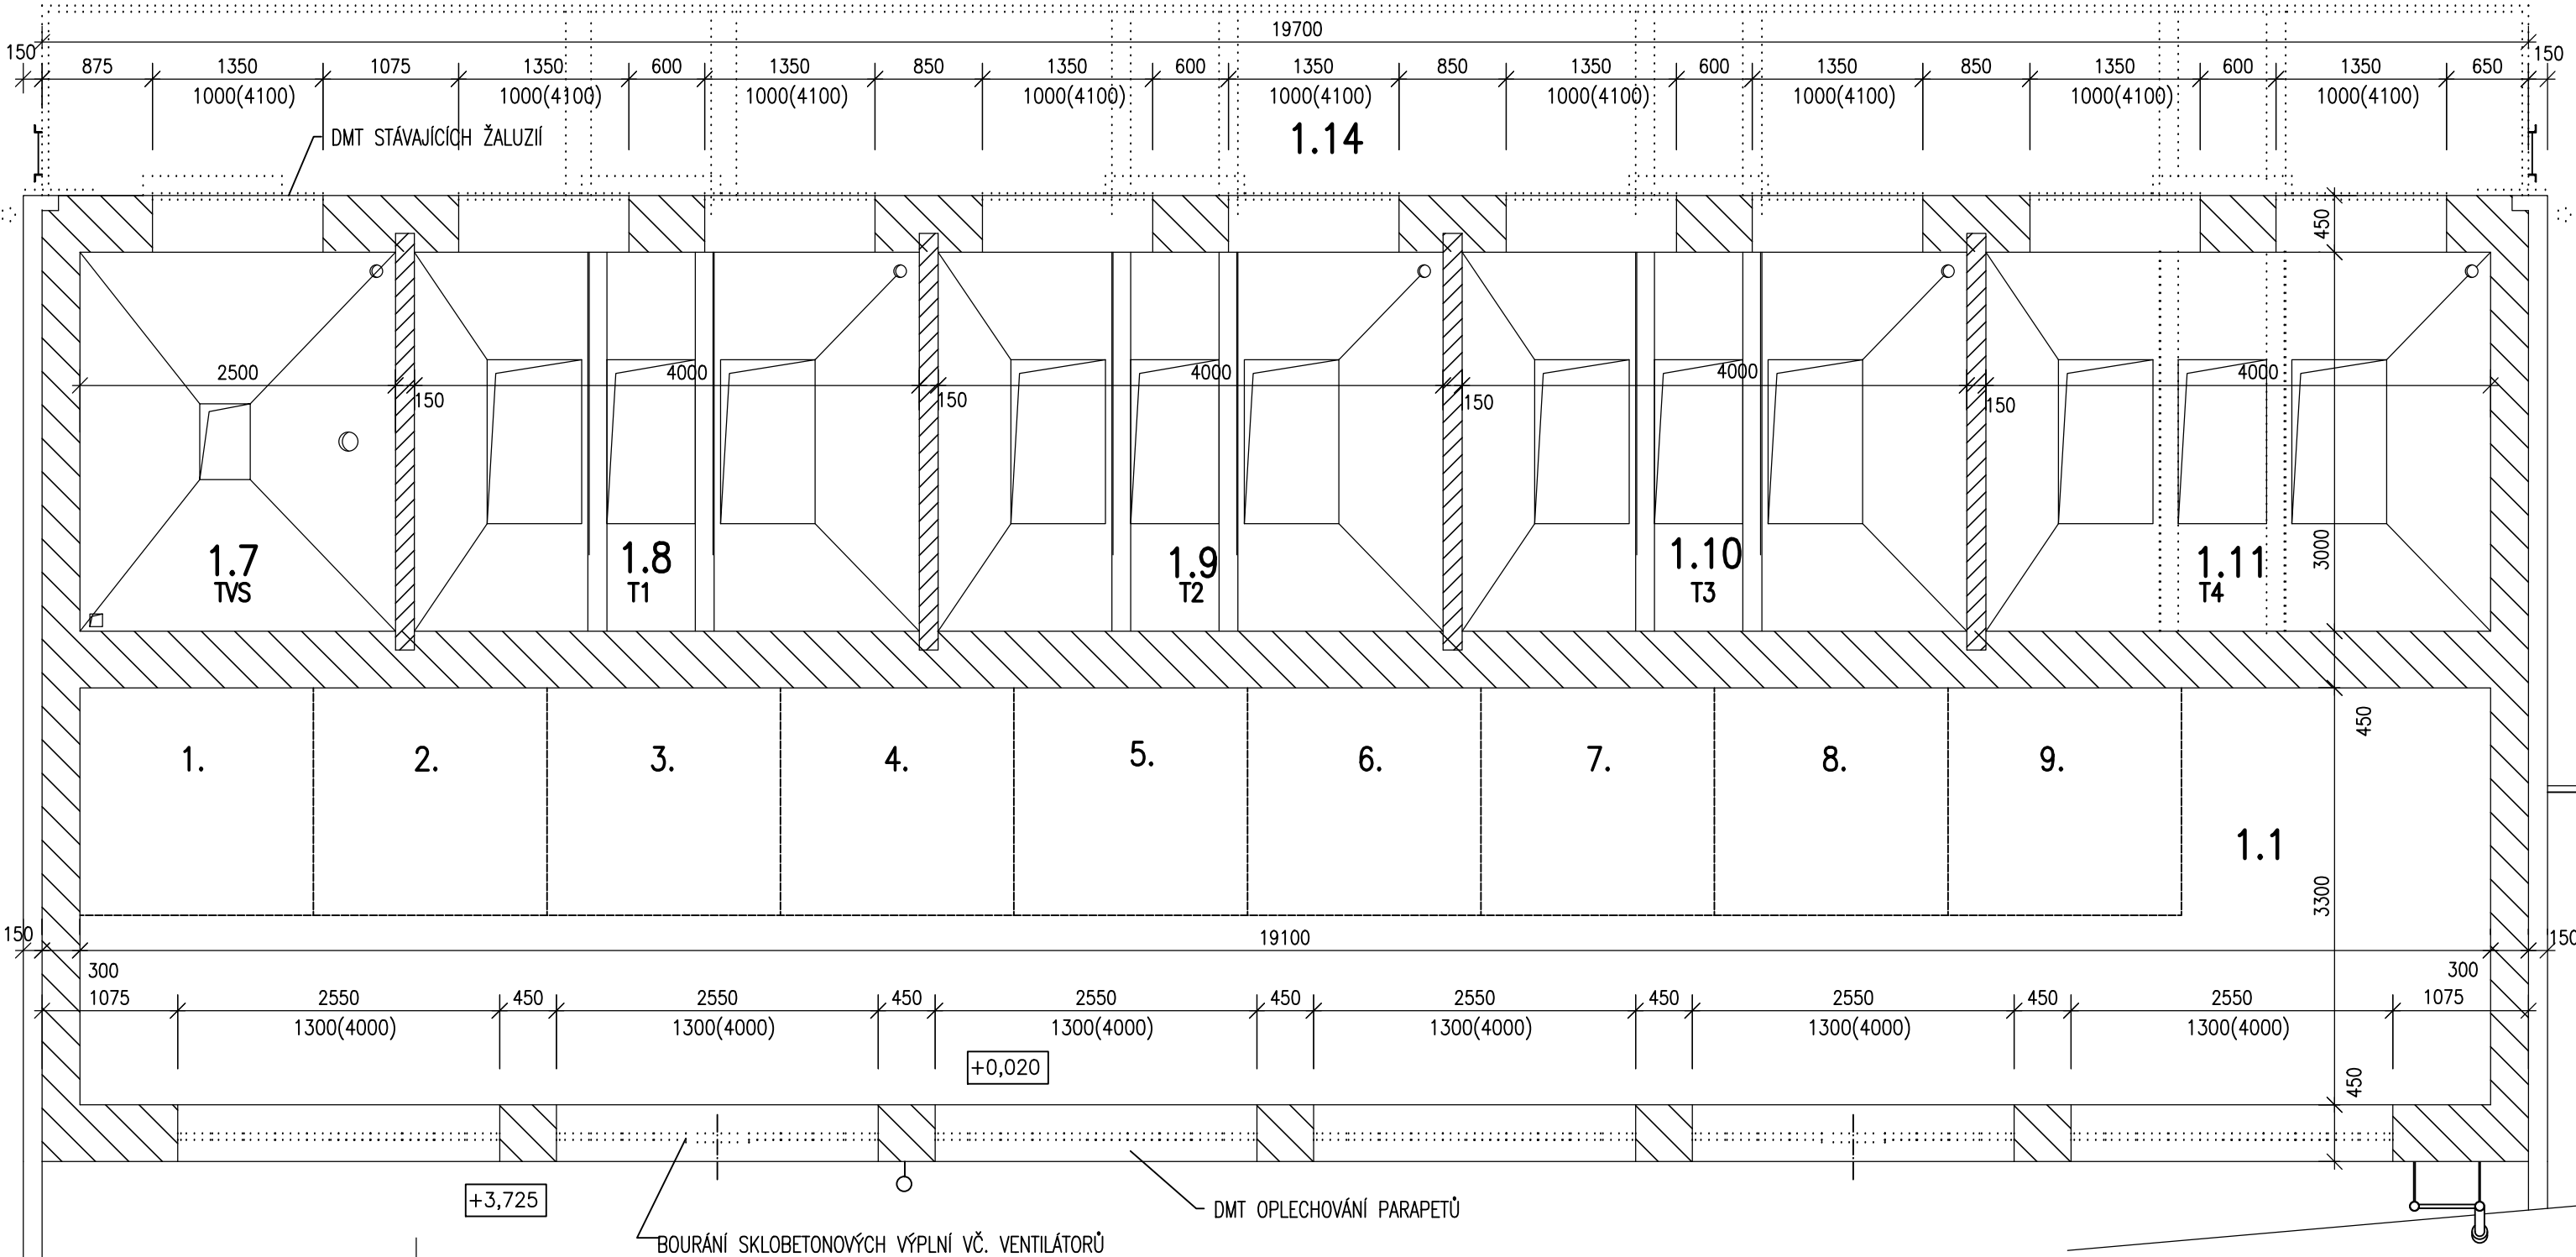 19700
150 875 1350 1075 1350 600 1350 850 1350 600 1350 850 1350 600 1350 850 1350 600 1350 650 150
1000(4100) 1000(4100) 1000(4100) 1000(4100) 1000(4100) 1000(4100) 1000(4100) 1000(4100) 1000(4100)
DMT STÁVAJÍCÍCH ŽALUZIÍ
1.14
450
2500 4000 4000 4000 4000
150 150 150 150
1.7 1.8 1.9 1.10 1.11
TVS T1 T2 T3 T4
3000
450
1. 2. 3. 4. 5. 6. 7. 8. 9.
1.1
3300
150 19100 150
300 300
1075 2550 450 2550 450 2550 450 2550 450 2550 450 2550 1075
1300(4000) 1300(4000) 1300(4000) 1300(4000) 1300(4000) 1300(4000)
+0,020
450
+3,725
DMT OPLECHOVÁNÍ PARAPETŮ
BOURÁNÍ SKLOBETONOVÝCH VÝPLNÍ VČ. VENTILÁTORŮ